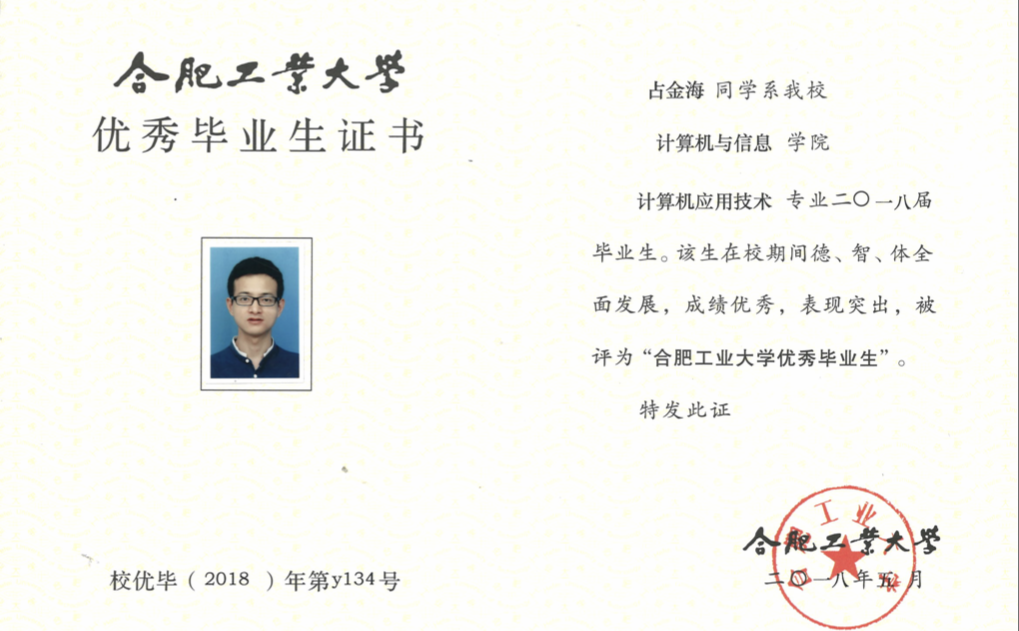 合肥工業大學
优秀毕业生证书
校优毕（2018 ）年第y134号
占金海 同学系我校
计算机与信息 学院
计算机应用技术 专业二〇一八届
毕业生。该生在校期间德、智、体全
面发展，成绩优秀，表现突出，被
评为“合肥工业大学优秀毕业生”。
特发此证
合肥工業大學
二〇一八年五 月
合肥工业大学